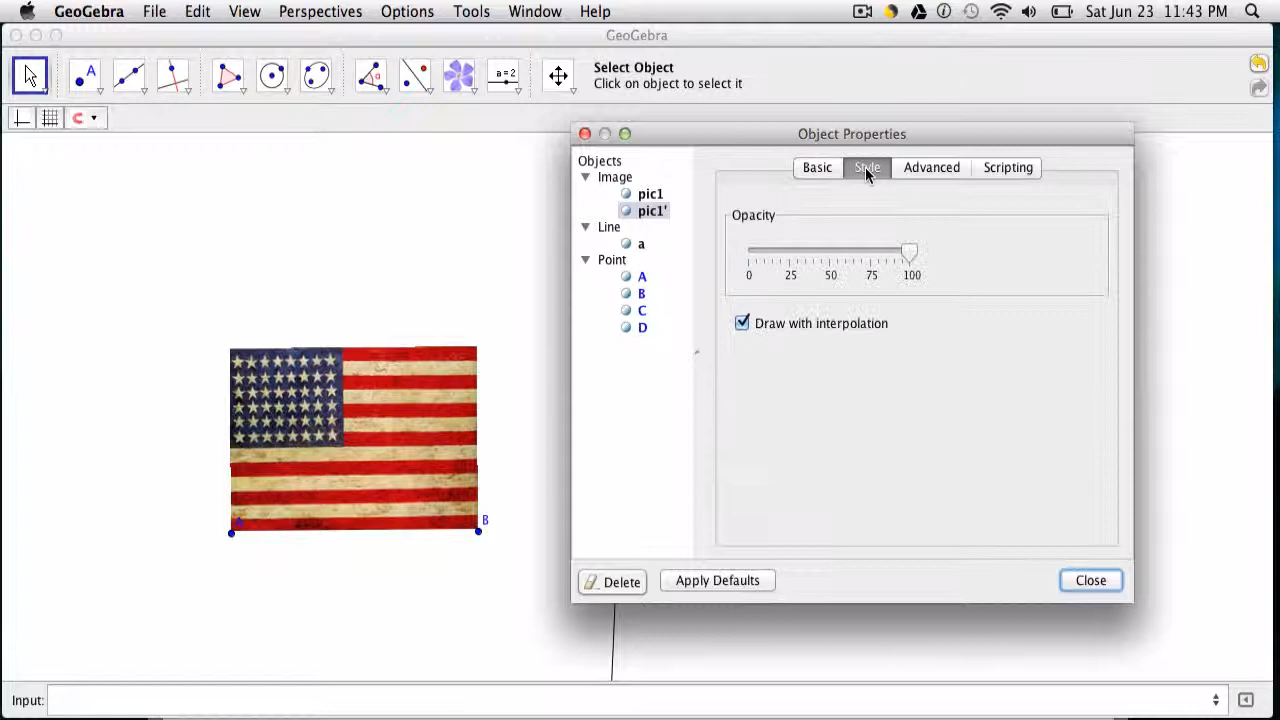 GeoGebra File Edit View Perspectives Options Tools Window Help Sat Jun 23 11:43 PM
GeoGebra
A
α
a=2
Select Object
Click on object to select it
Object Properties
Objects
Image
pic1
pic1'
Line
a
Point
A
B
C
D
Basic Style Advanced Scripting
Opacity
0 25 50 75 100
Draw with interpolation
A
B
Delete Apply Defaults Close
Input: